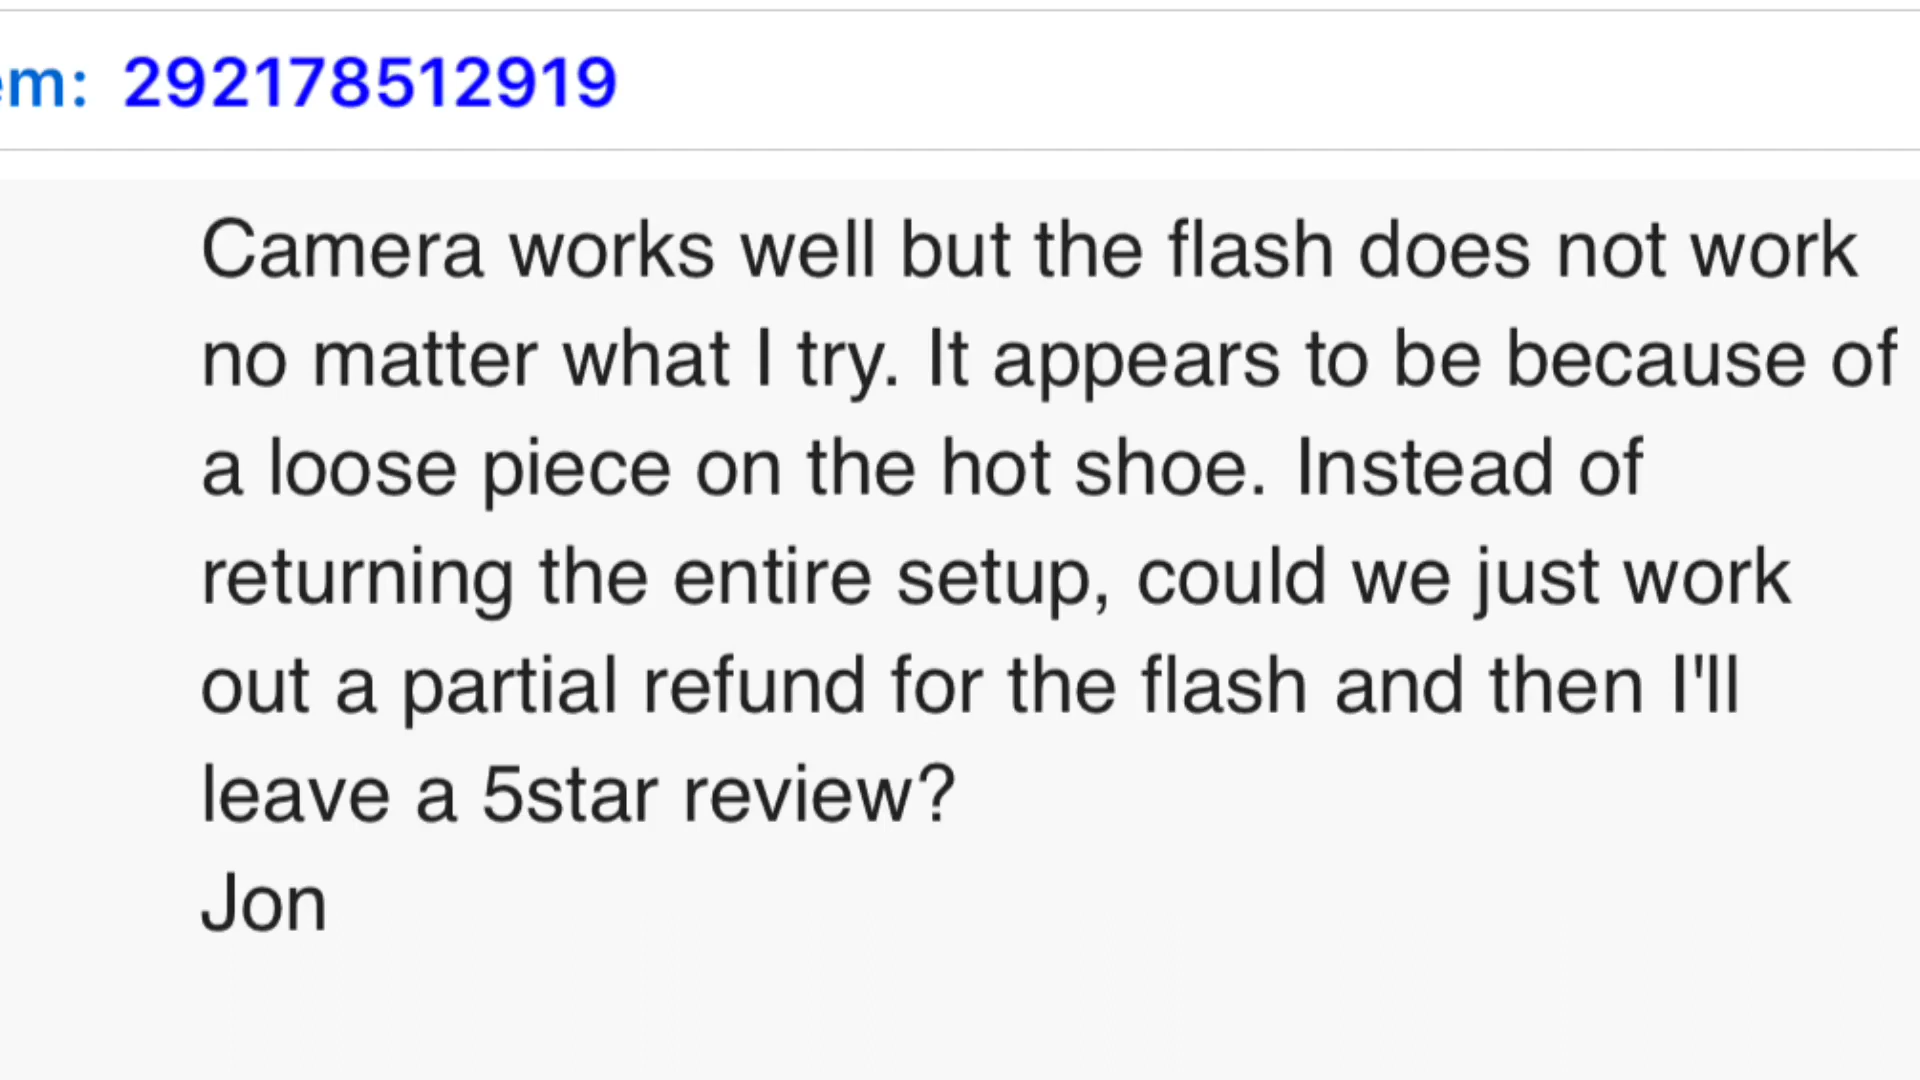 em: 292178512919
Camera works well but the flash does not work
no matter what I try. It appears to be because of
a loose piece on the hot shoe. Instead of
returning the entire setup, could we just work
out a partial refund for the flash and then I'll
leave a 5star review?
Jon